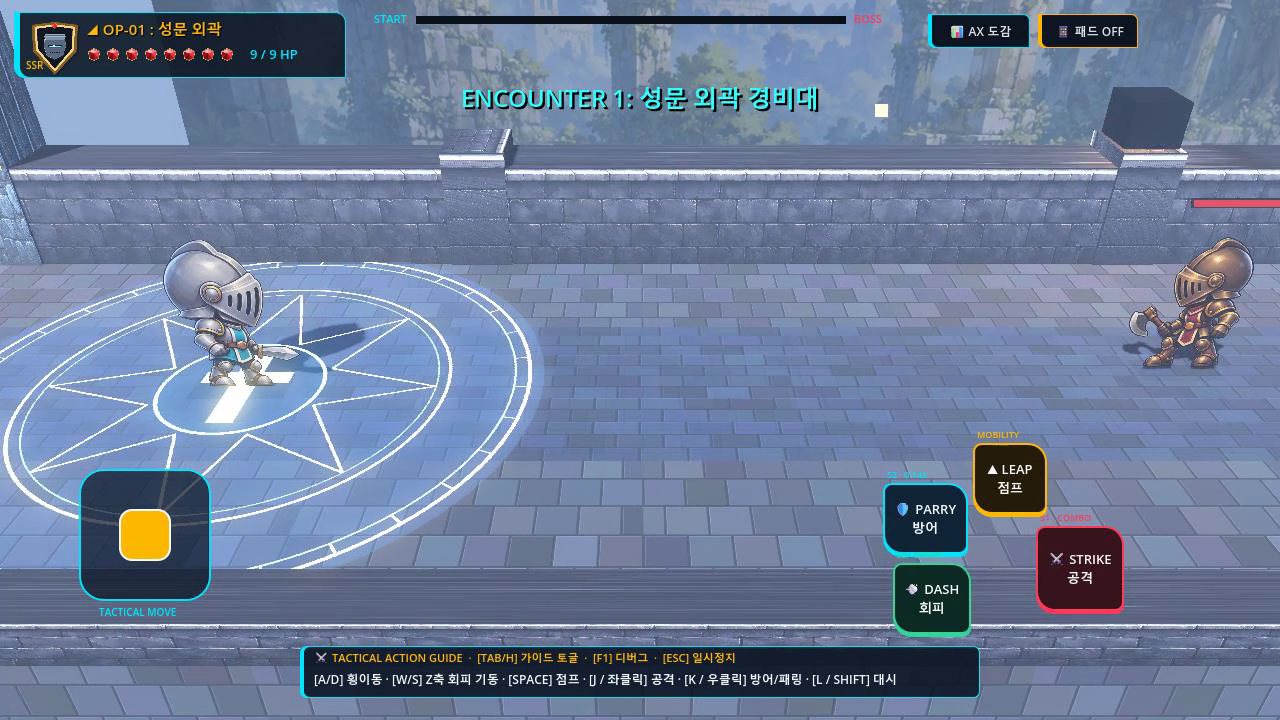 ◢ OP-01 : 성문 외곽
SSR
9 / 9 HP
START
BOSS
📊 AX 도감
패드 OFF
ENCOUNTER 1: 성문 외곽 경비대
MOBILITY
▲ LEAP
점프
PARRY
방어
COMBO
⚔ STRIKE
공격
DASH
회피
TACTICAL MOVE
⚔ TACTICAL ACTION GUIDE · [TAB/H] 가이드 토글 · [F1] 디버그 · [ESC] 일시정지
[A/D] 횡이동 · [W/S] Z축 회피 기동 · [SPACE] 점프 · [J / 좌클릭] 공격 · [K / 우클릭] 방어/패링 · [L / SHIFT] 대시